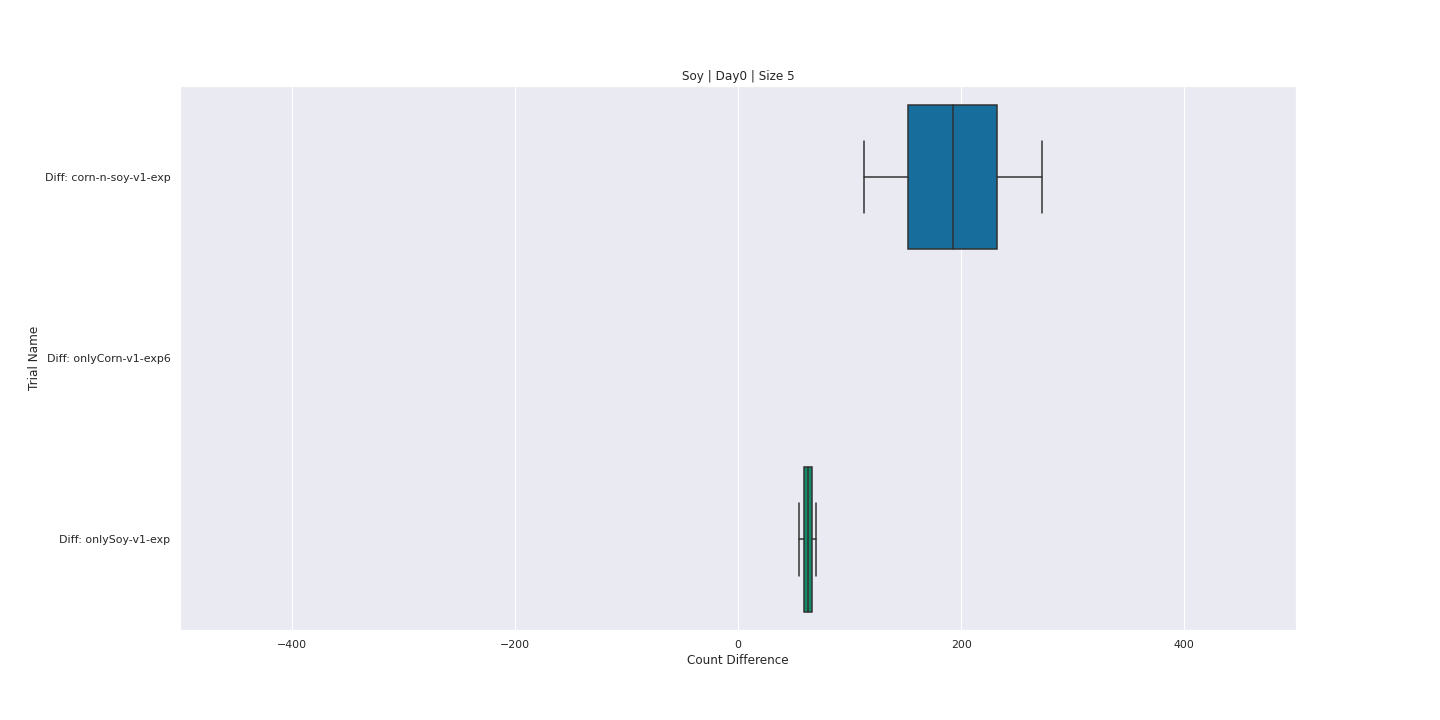 Soy | Day0 | Size 5
Diff: corn-n-soy-v1-exp
Diff: onlyCorn-v1-exp6
Diff: onlySoy-v1-exp
Trial Name
−400
−200
0
200
400
Count Difference